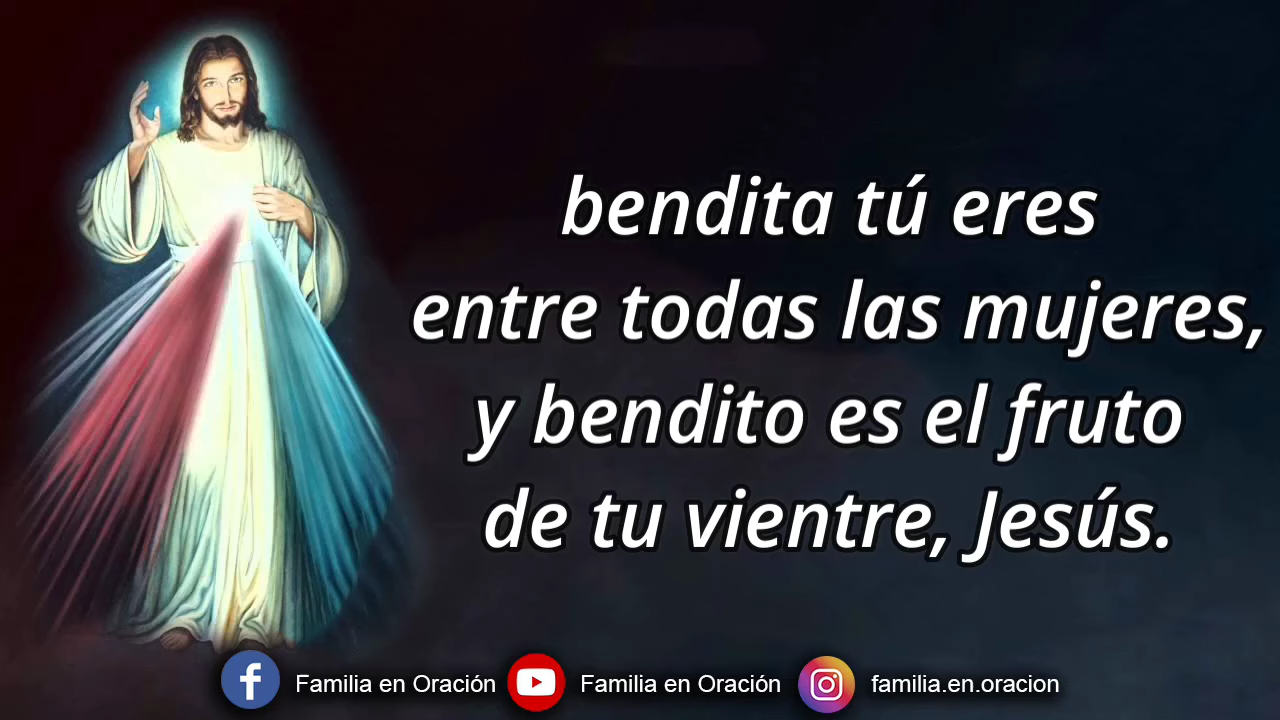 bendita tú eres
entre todas las mujeres,
y bendito es el fruto
de tu vientre, Jesús.
Familia en Oración Familia en Oración familia.en.oracion